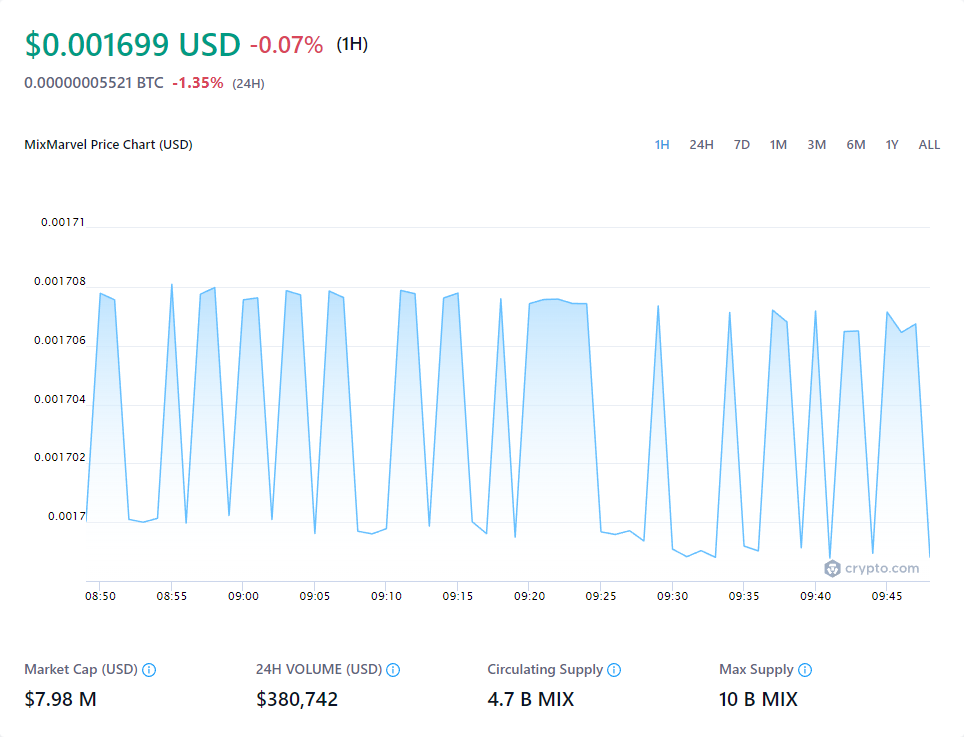 $0.001699 USD -0.07% (1H)
0.00000005521 BTC -1.35% (24H)
MixMarvel Price Chart (USD)
1H 24H 7D 1M 3M 6M 1Y ALL
0.00171
0.001708
0.001706
0.001704
0.001702
0.0017
crypto.com
08:50 08:55 09:00 09:05 09:10 09:15 09:20 09:25 09:30 09:35 09:40 09:45
Market Cap (USD) 24H VOLUME (USD) Circulating Supply Max Supply
$7.98 M $380,742 4.7 B MIX 10 B MIX